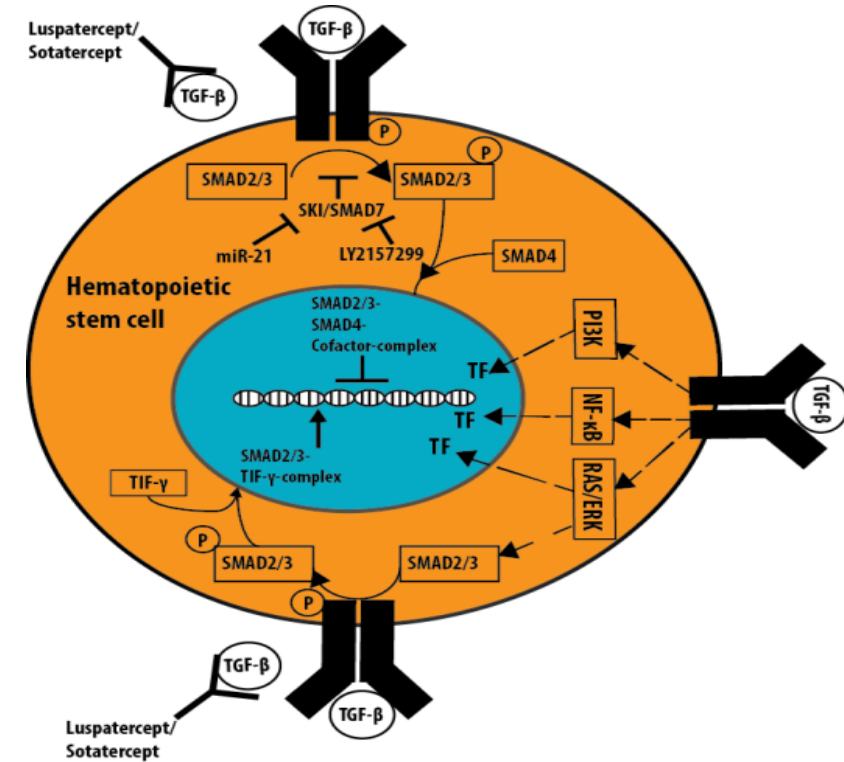 Luspatercept/
Sotatercept
TGF-β
TGF-β
P
P
SMAD2/3
SMAD2/3
SKI/SMAD7
miR-21
LY2157299
SMAD4
Hematopoietic
stem cell
SMAD2/3-
SMAD4-
Cofactor-complex
PI3K
TF
TGF-β
NF-κB
TF
TF
SMAD2/3-
TIF-γ-complex
RAS/ERK
TIF-γ
P
SMAD2/3
SMAD2/3
P
TGF-β
TGF-β
Luspatercept/
Sotatercept